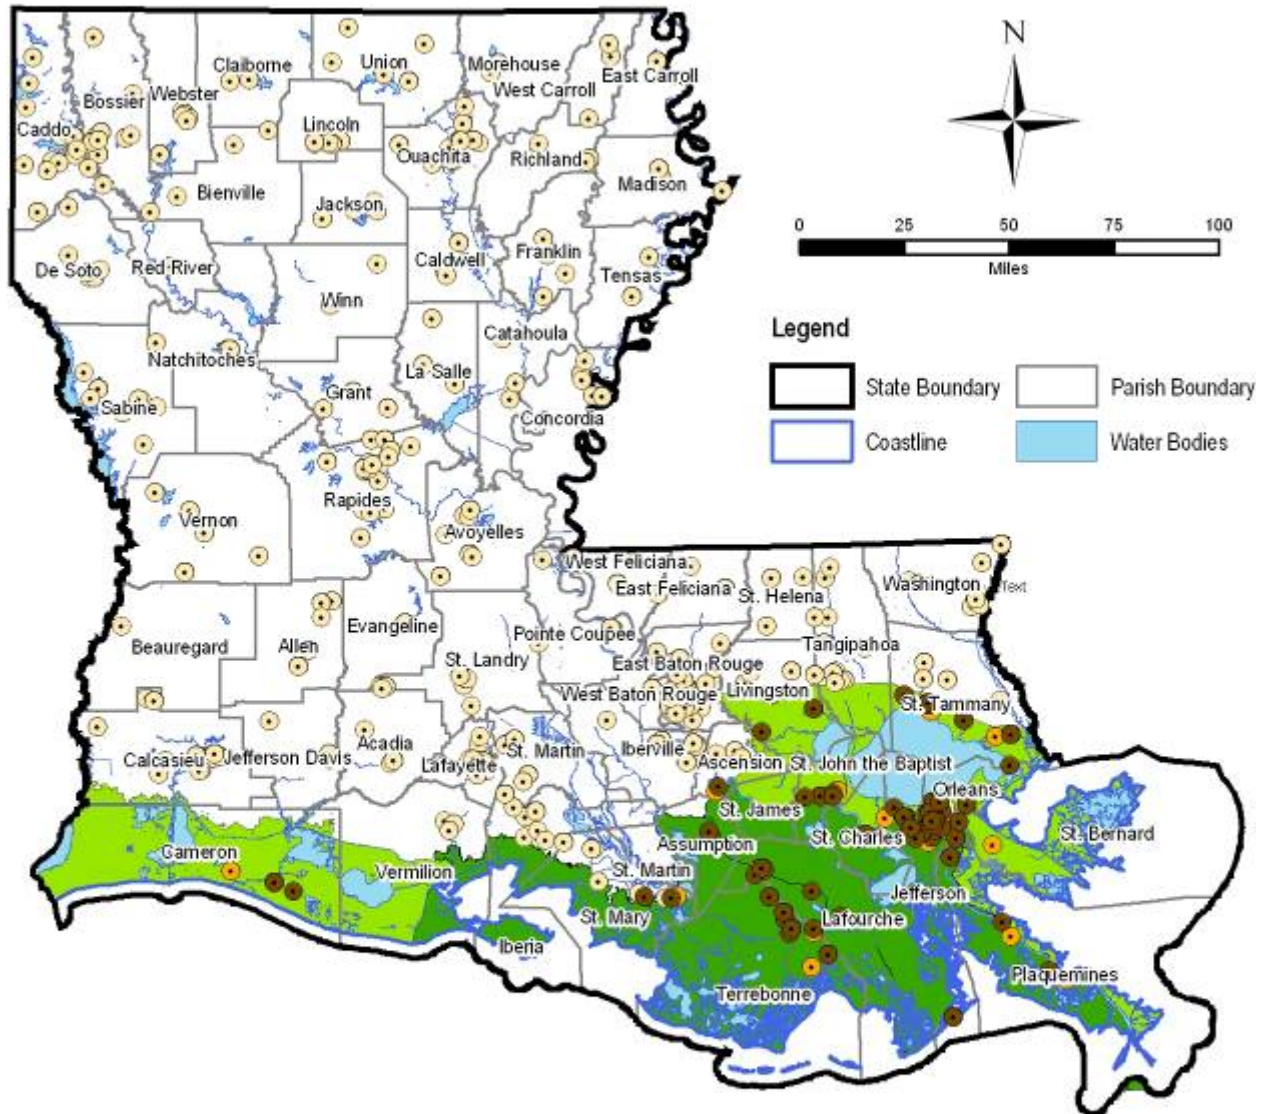 N
0 25 50 75 100
Miles
Legend
State Boundary
Parish Boundary
Coastline
Water Bodies
Claiborne
Union
Morehouse
East Carroll
West Carroll
Webster
Bossier
Caddo
Lincoln
Ouachita
Richland
Madison
Bienville
Jackson
Franklin
Caldwell
De Soto
Red River
Tensas
Winn
Catahoula
Natchitoches
La Salle
Grant
Sabine
Concordia
Rapides
Vernon
Avoyelles
West Feliciana
East Feliciana
St. Helena
Washington
Text
Evangeline
Pointe Coupee
Beauregard
Allen
Tangipahoa
St. Landry
East Baton Rouge
West Baton Rouge
Livingston
St. Tammany
Acadia
St. Martin
Iberville
Calcasieu
Jefferson Davis
Lafayette
Ascension
St. John the Baptist
Orleans
St. James
St. Charles
St. Bernard
Assumption
Cameron
Vermilion
St. Martin
Jefferson
St. Mary
Lafourche
Iberia
Plaquemines
Terrebonne